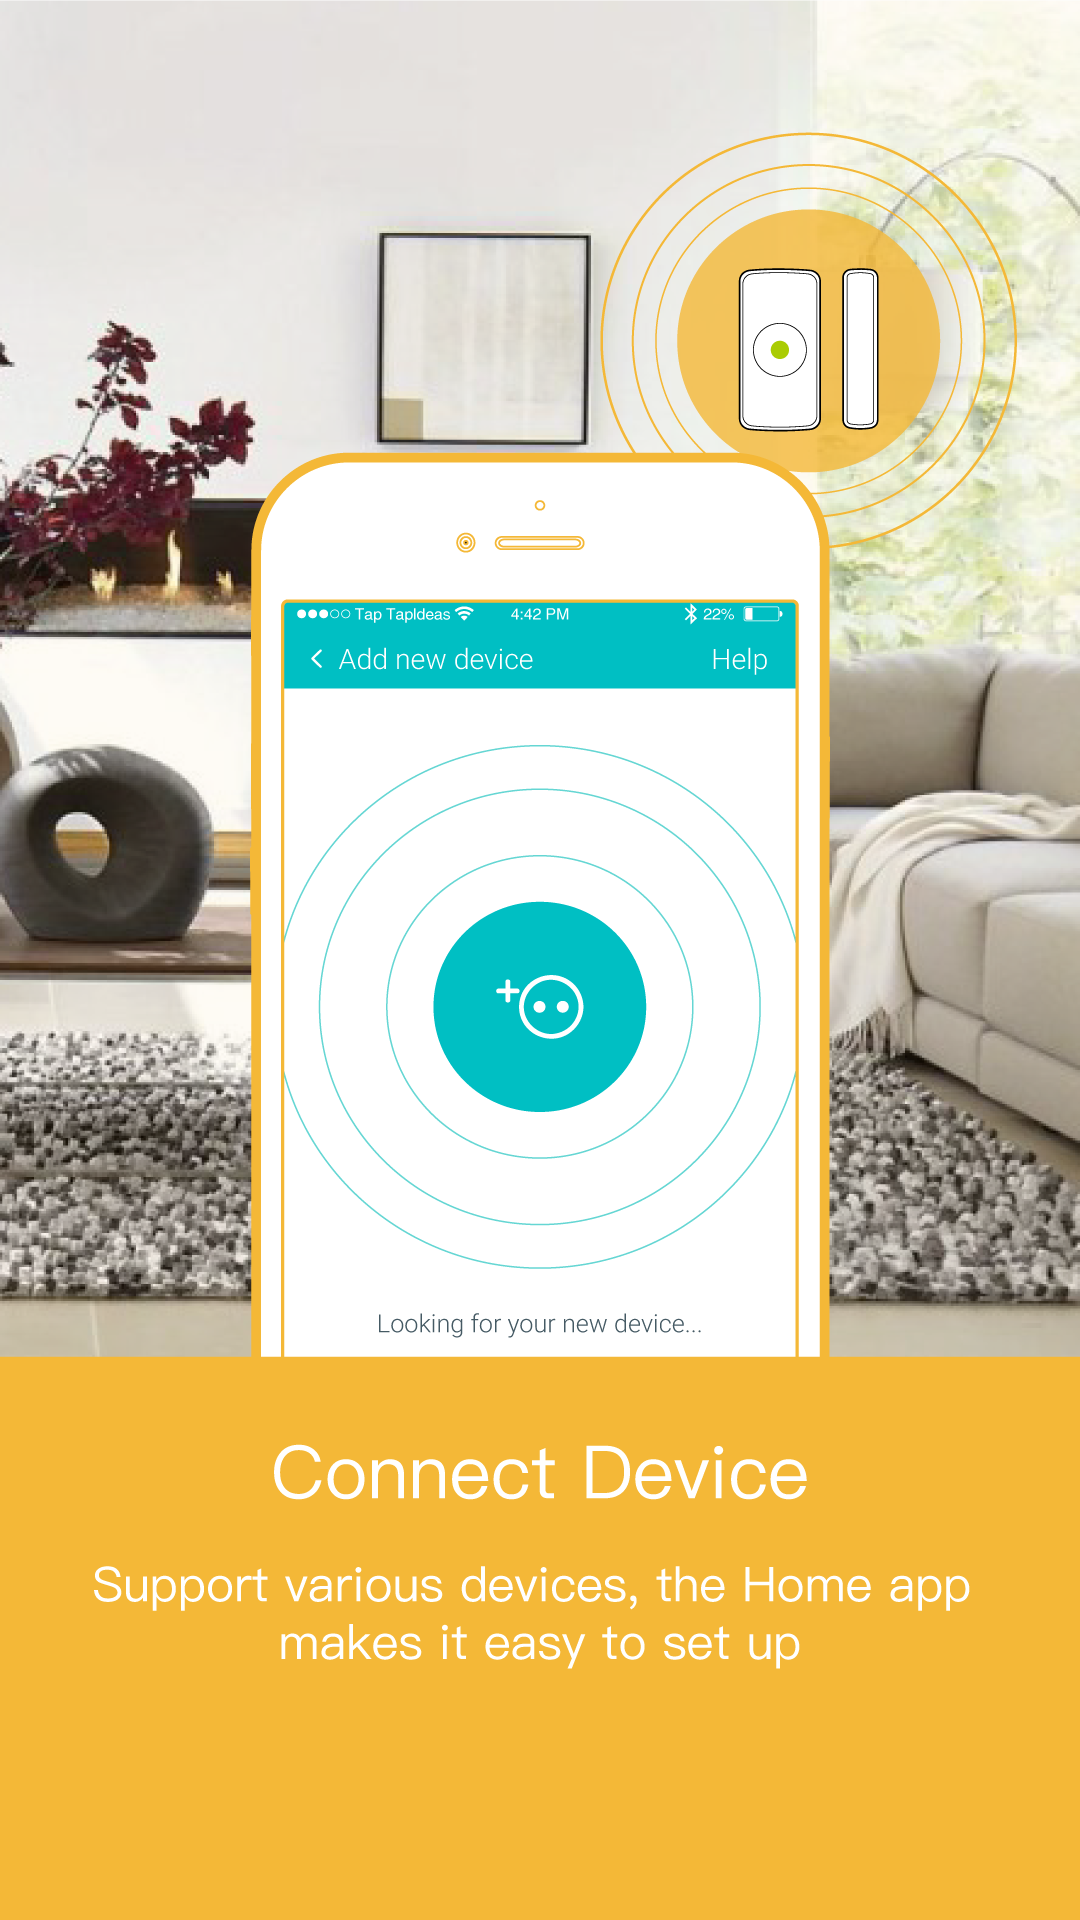 Tap TapIdeas 4:42 PM 22%
Add new device Help
Looking for your new device...
Connect Device
Support various devices, the Home app
makes it easy to set up